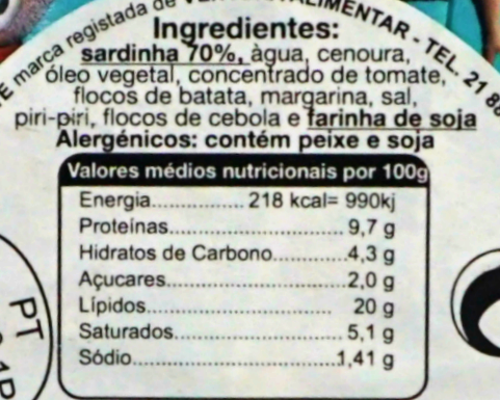 marca registada de
ALIMENTAR - TEL. 21 8
Ingredientes:
sardinha 70%, àgua, cenoura,
óleo vegetal, concentrado de tomate,
flocos de batata, margarina, sal,
piri-piri, flocos de cebola e farinha de soja
Alergénicos: contém peixe e soja
Valores médios nutricionais por 100g
Energia................. 218 kcal= 990kj
Proteínas................................ 9,7 g
Hidratos de Carbono.............4,3 g
Açucares................................2,0 g
Lípidos................................... 20 g
Saturados..............................5,1 g
Sódio....................................1,41 g
PT